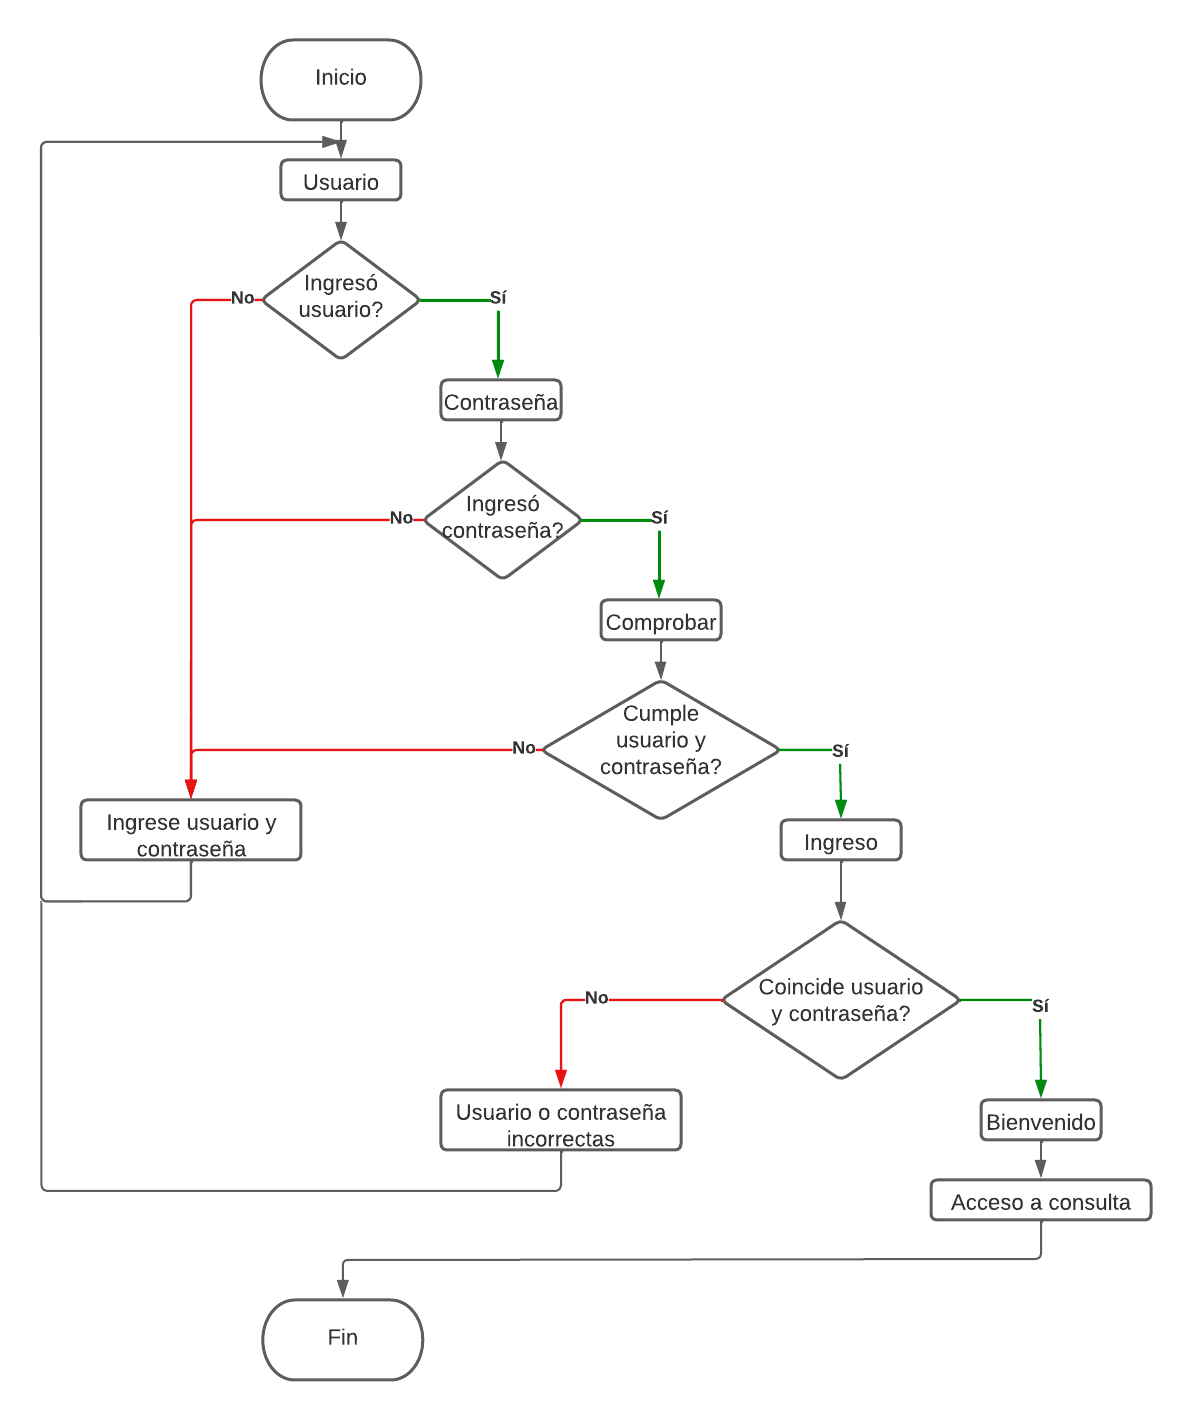 Inicio
Usuario
Ingresó
usuario?
No
Sí
Contraseña
Ingresó
contraseña?
No
Sí
Comprobar
Cumple
usuario y
contraseña?
No
Sí
Ingrese usuario y
contraseña
Ingreso
Coincide usuario
y contraseña?
No
Sí
Usuario o contraseña
incorrectas
Bienvenido
Acceso a consulta
Fin